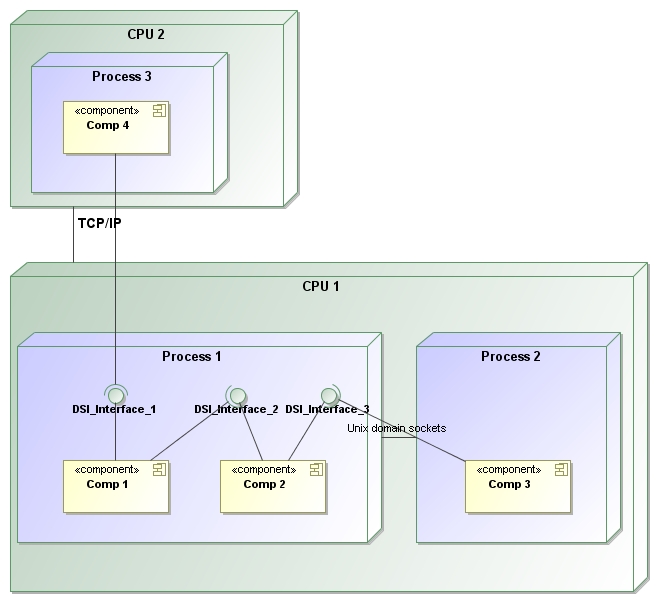 CPU 2
Process 3
«component»
Comp 4
TCP/IP
CPU 1
Process 1
Process 2
DSI_Interface_1
DSI_Interface_2
DSI_Interface_3
Unix domain sockets
«component»
Comp 1
«component»
Comp 2
«component»
Comp 3